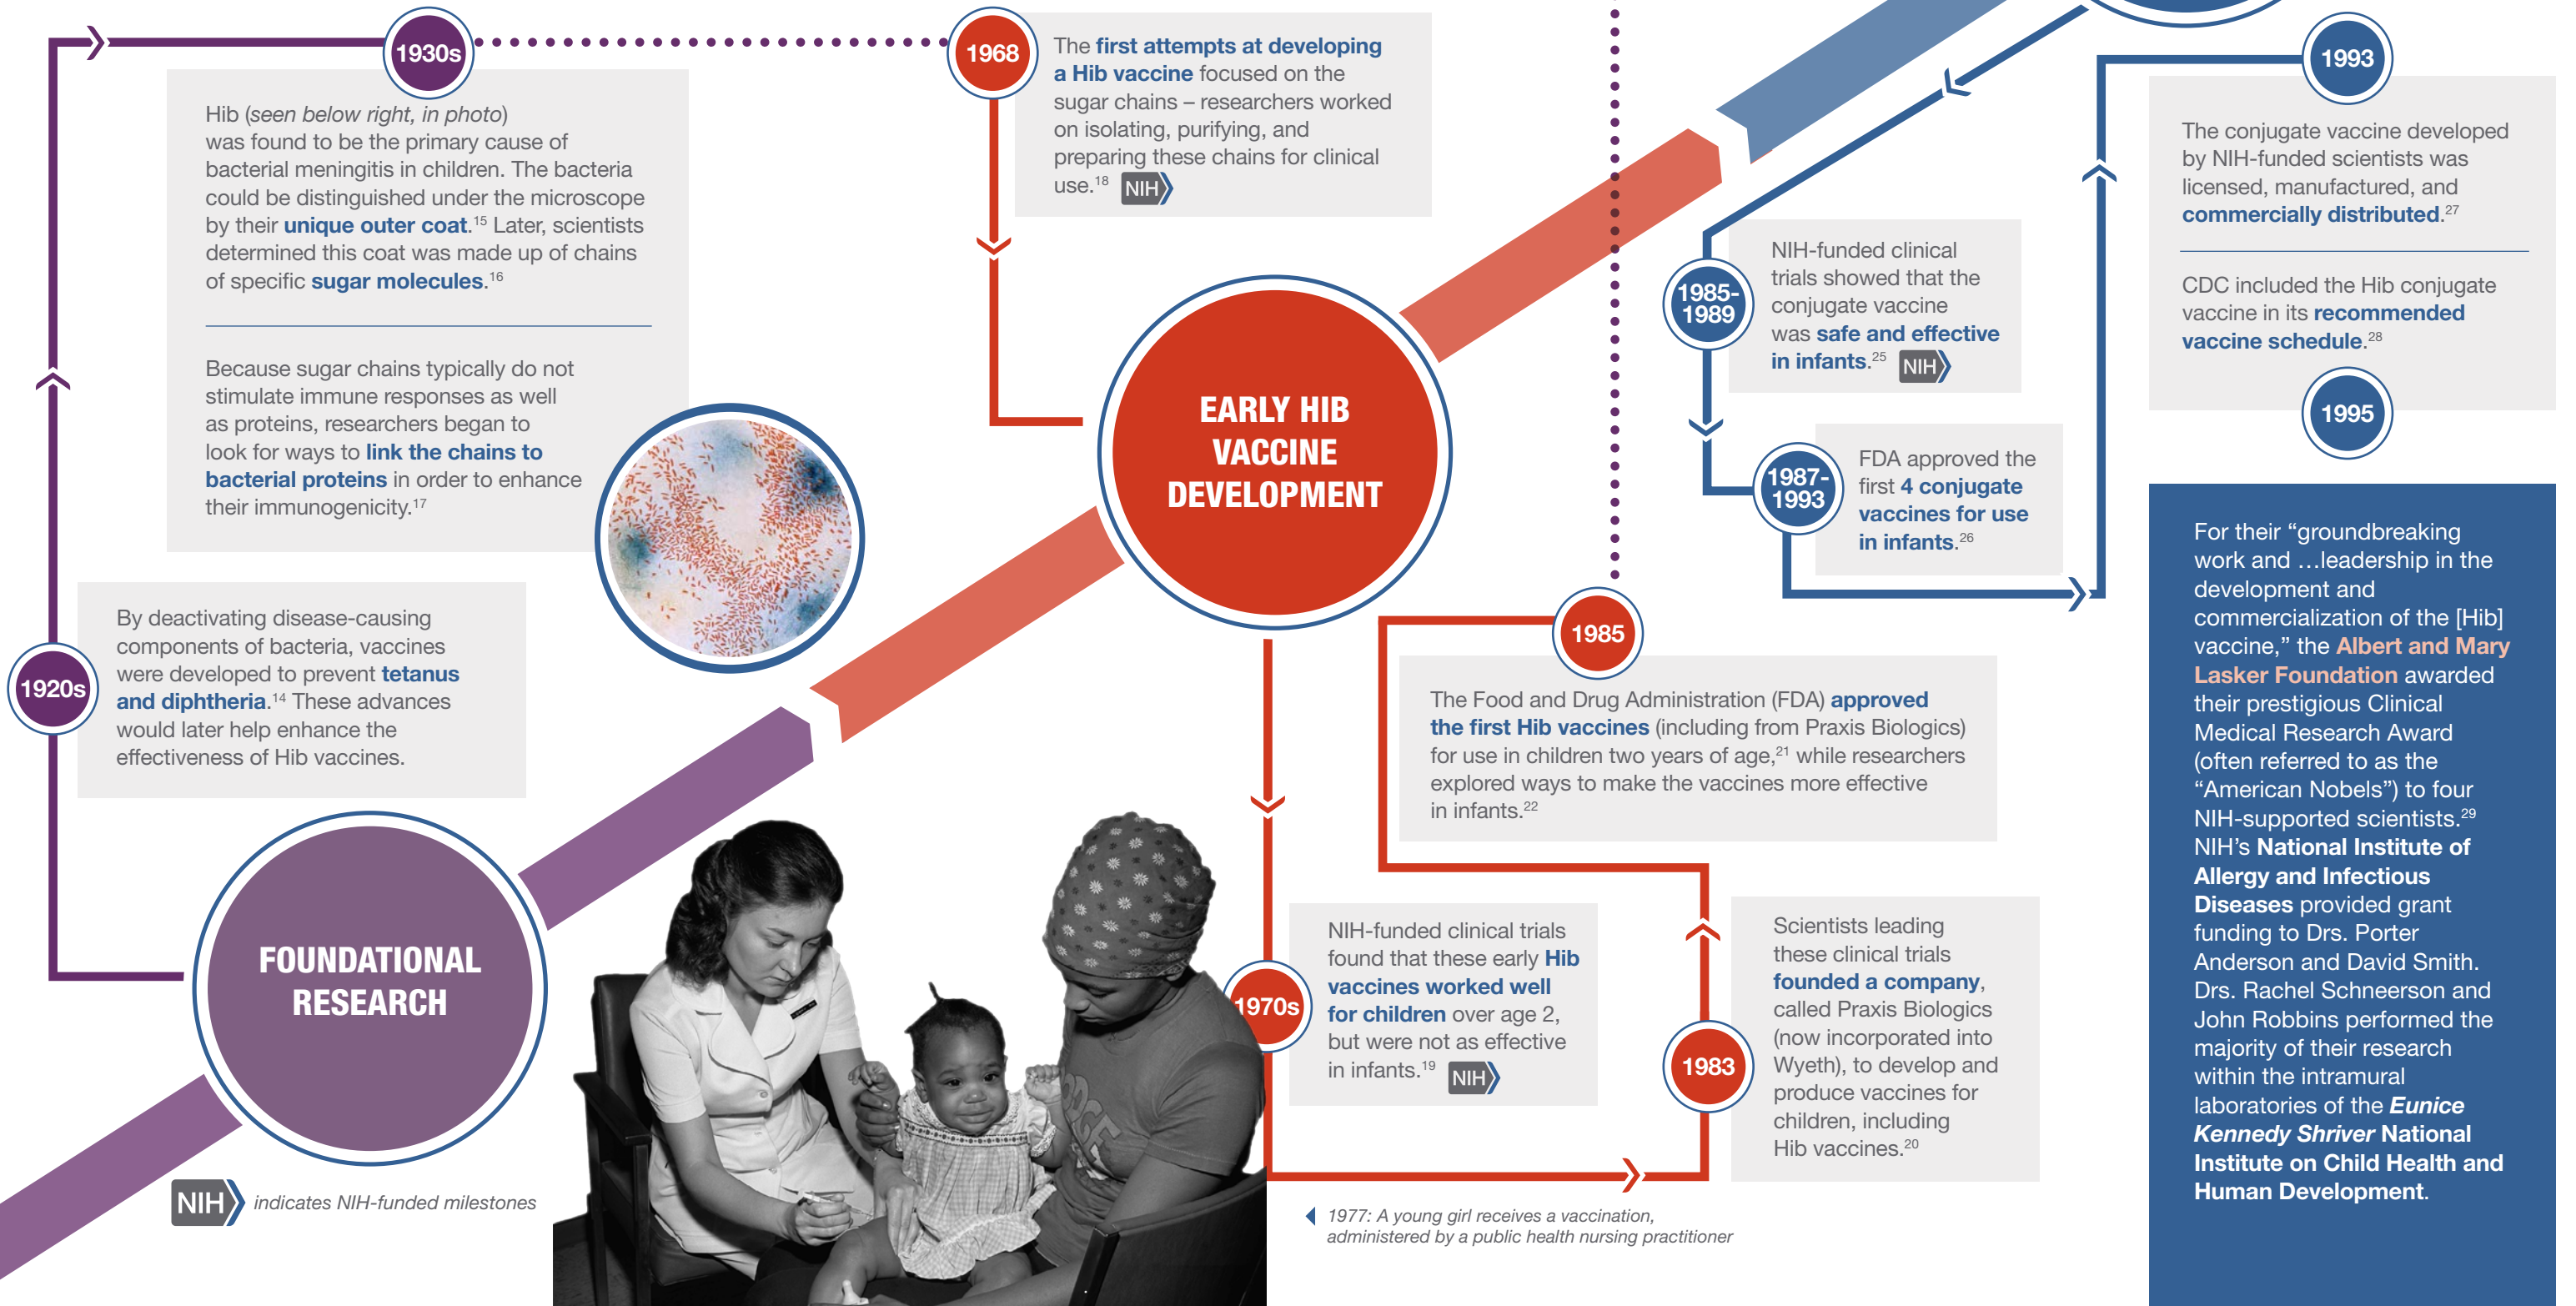 FOUNDATIONAL
RESEARCH
NIH indicates NIH-funded milestones
1920s
By deactivating disease-causing
components of bacteria, vaccines
were developed to prevent tetanus
and diphtheria.14 These advances
would later help enhance the
effectiveness of Hib vaccines.
1930s
Hib (seen below right, in photo)
was found to be the primary cause of
bacterial meningitis in children. The bacteria
could be distinguished under the microscope
by their unique outer coat.15 Later, scientists
determined this coat was made up of chains
of specific sugar molecules.16
Because sugar chains typically do not
stimulate immune responses as well
as proteins, researchers began to
look for ways to link the chains to
bacterial proteins in order to enhance
their immunogenicity.17
1968
The first attempts at developing
a Hib vaccine focused on the
sugar chains – researchers worked
on isolating, purifying, and
preparing these chains for clinical
use.18 NIH
EARLY HIB
VACCINE
DEVELOPMENT
1970s
NIH-funded clinical trials
found that these early Hib
vaccines worked well
for children over age 2,
but were not as effective
in infants.19 NIH
1977: A young girl receives a vaccination,
administered by a public health nursing practitioner
1983
Scientists leading
these clinical trials
founded a company,
called Praxis Biologics
(now incorporated into
Wyeth), to develop and
produce vaccines for
children, including
Hib vaccines.20
1985
The Food and Drug Administration (FDA) approved
the first Hib vaccines (including from Praxis Biologics)
for use in children two years of age,21 while researchers
explored ways to make the vaccines more effective
in infants.22
1985-
1989
NIH-funded clinical
trials showed that the
conjugate vaccine
was safe and effective
in infants.25 NIH
1987-
1993
FDA approved the
first 4 conjugate
vaccines for use
in infants.26
1993
The conjugate vaccine developed
by NIH-funded scientists was
licensed, manufactured, and
commercially distributed.27
CDC included the Hib conjugate
vaccine in its recommended
vaccine schedule.28
1995
For their “groundbreaking
work and …leadership in the
development and
commercialization of the [Hib]
vaccine,” the Albert and Mary
Lasker Foundation awarded
their prestigious Clinical
Medical Research Award
(often referred to as the
“American Nobels”) to four
NIH-supported scientists.29
NIH’s National Institute of
Allergy and Infectious
Diseases provided grant
funding to Drs. Porter
Anderson and David Smith.
Drs. Rachel Schneerson and
John Robbins performed the
majority of their research
within the intramural
laboratories of the Eunice
Kennedy Shriver National
Institute on Child Health and
Human Development.